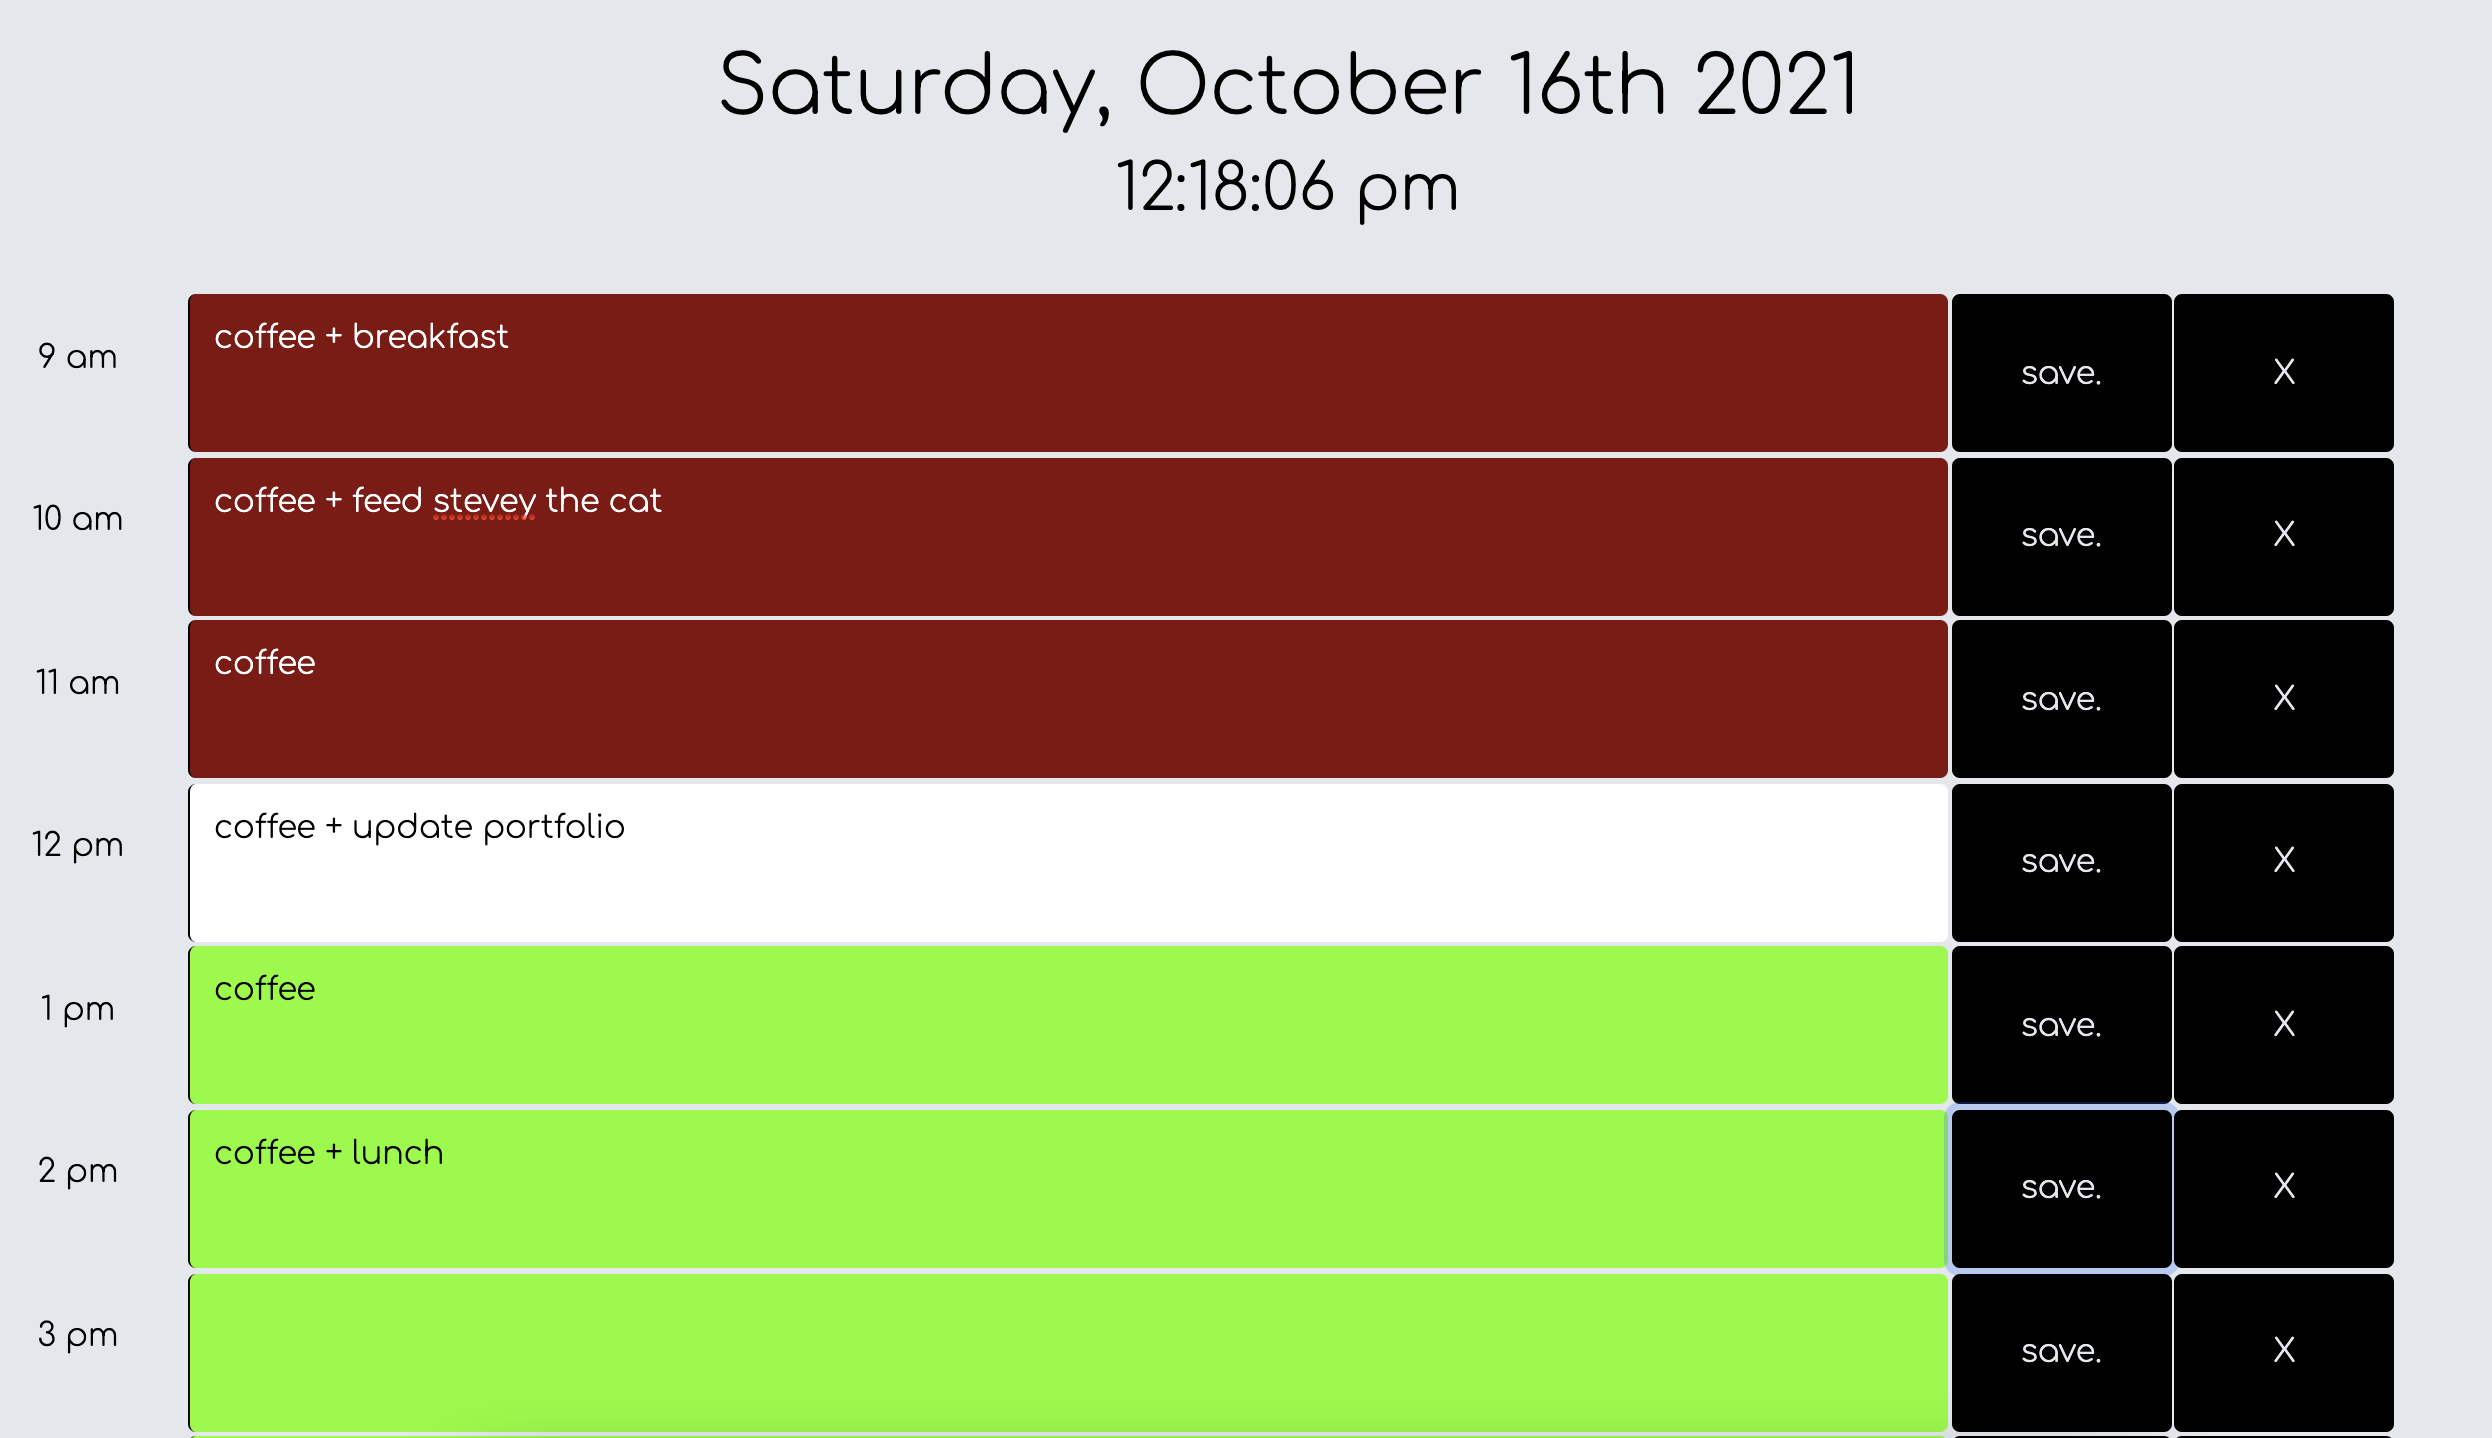 Saturday, October 16th 2021
12:18:06 pm
9 am coffee + breakfast save. X
10 am coffee + feed stevey the cat save. X
11 am coffee save. X
12 pm coffee + update portfolio save. X
1 pm coffee save. X
2 pm coffee + lunch save. X
3 pm save. X